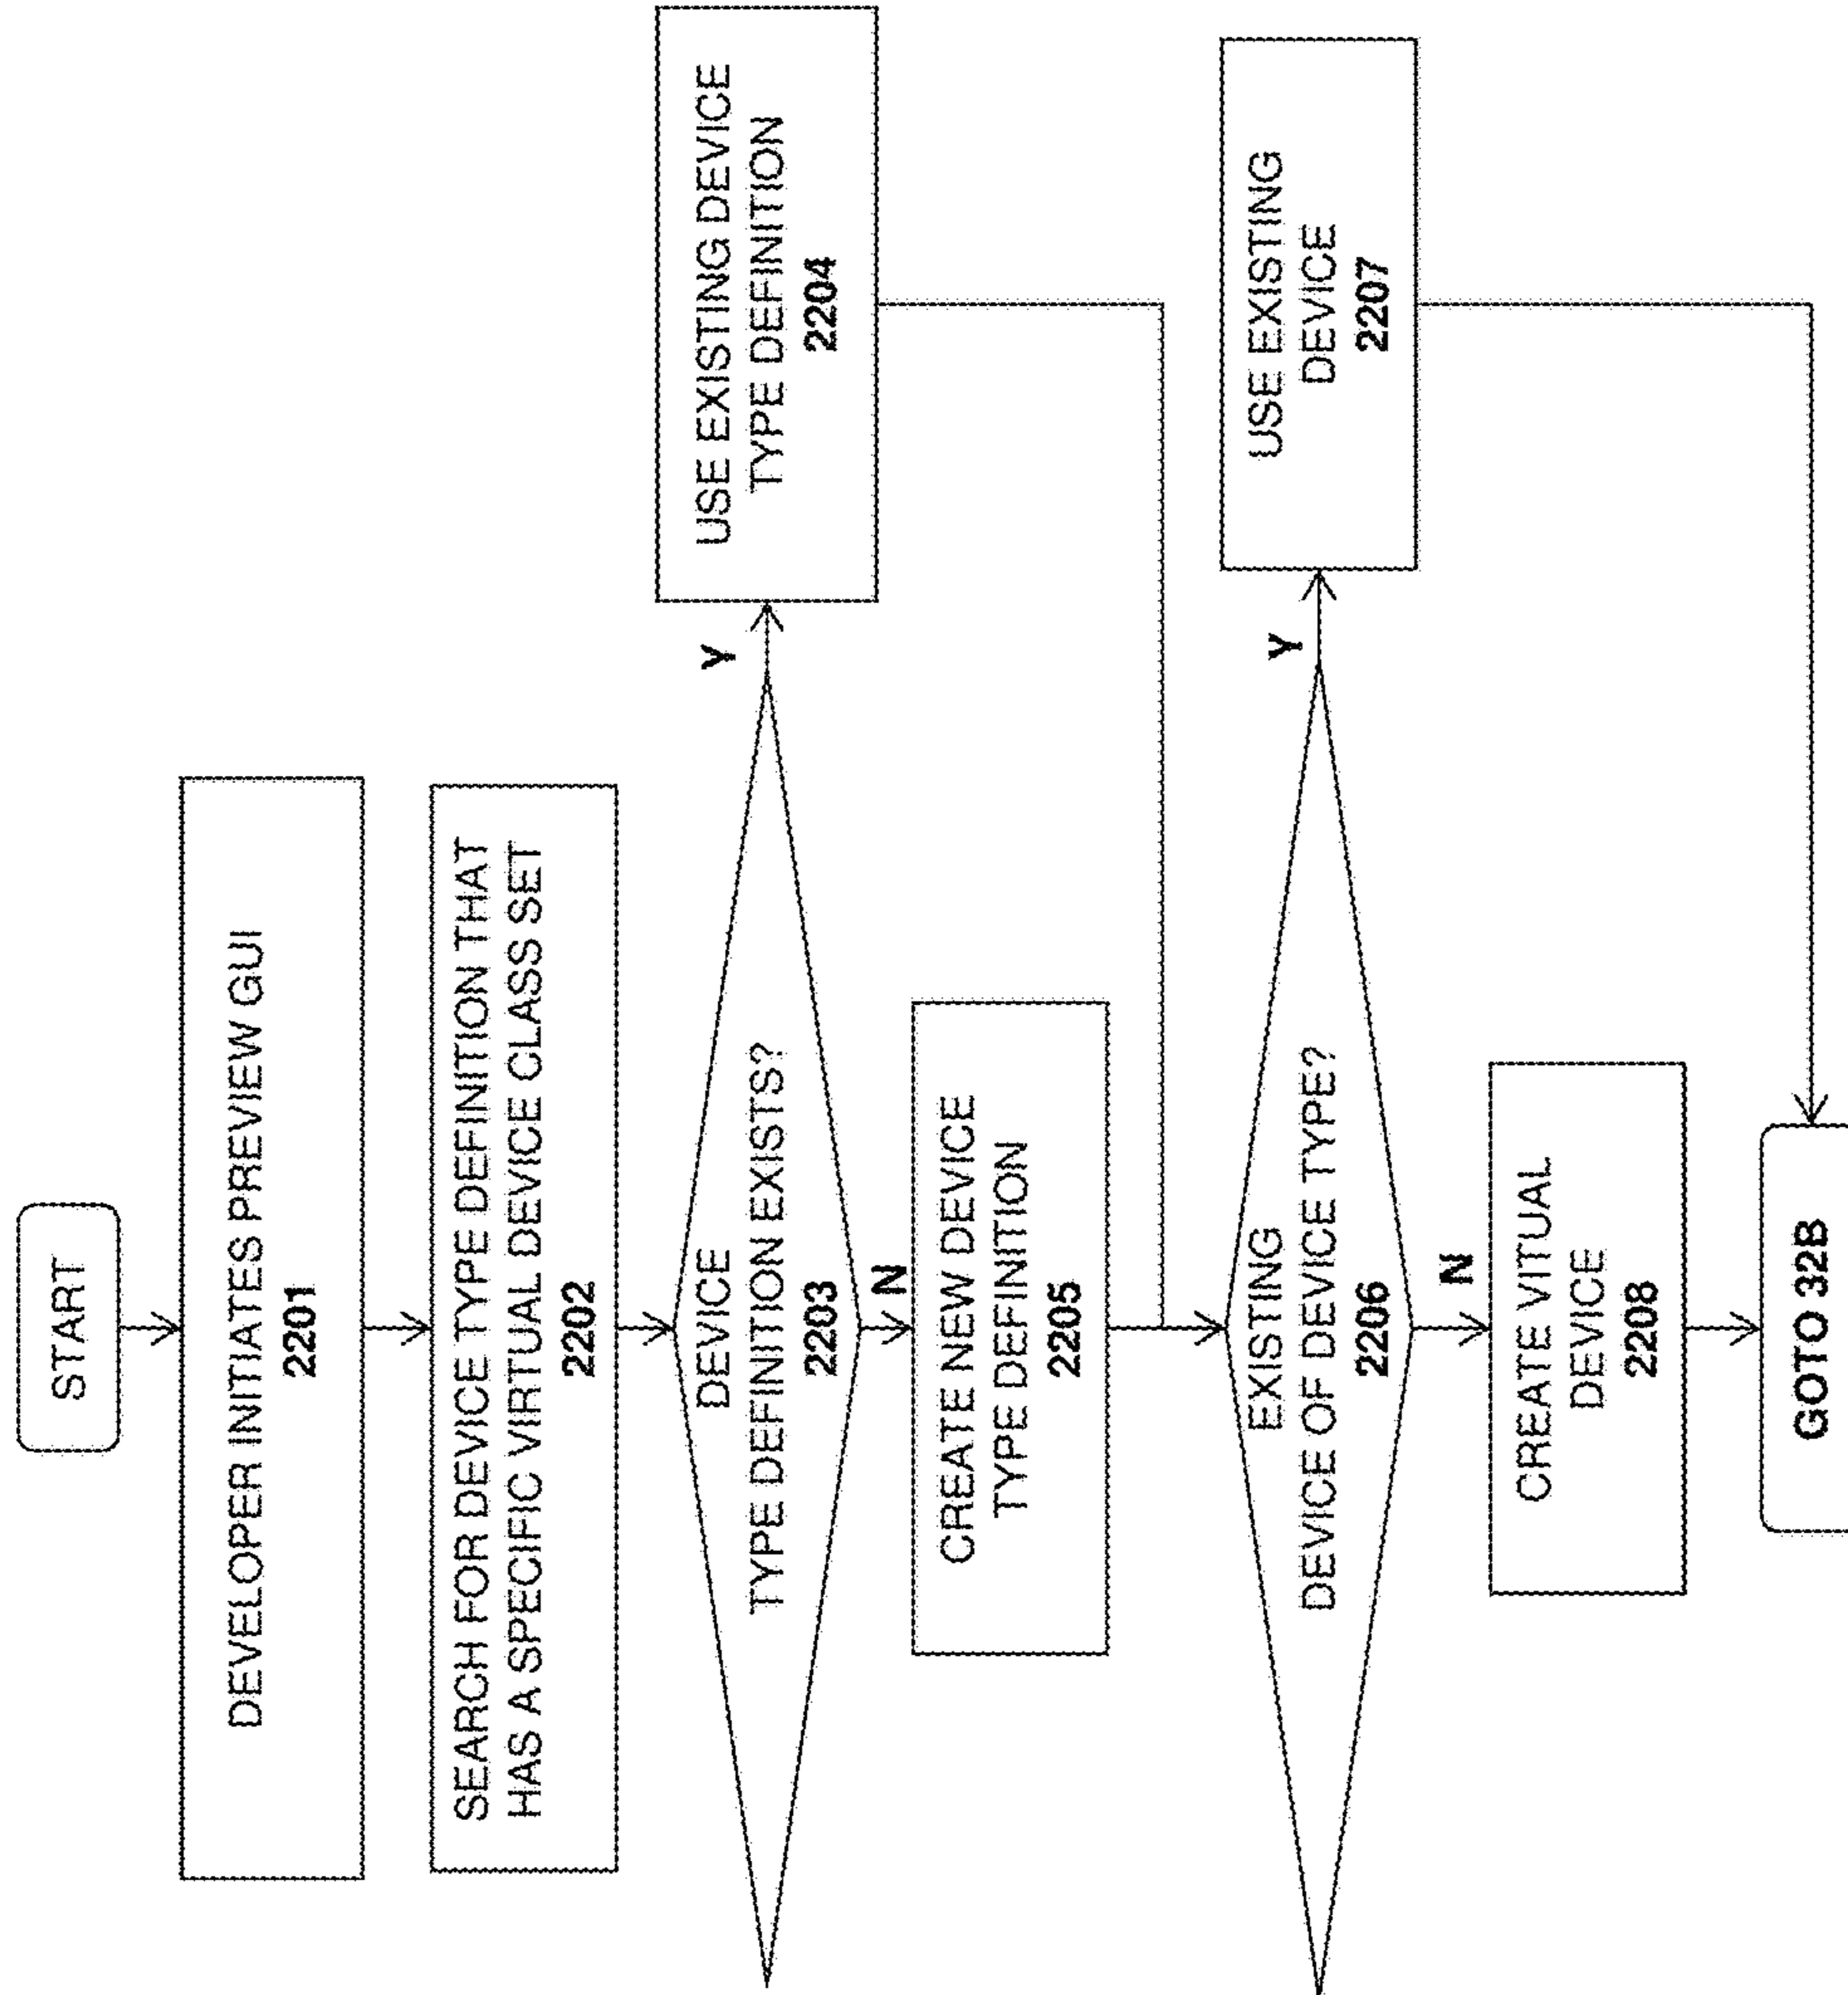 START
DEVELOPER INITIATES PREVIEW GUI
2201
SEARCH FOR DEVICE TYPE DEFINITION THAT
HAS A SPECIFIC VIRTUAL DEVICE CLASS SET
2202
DEVICE
TYPE DEFINITION EXISTS?
2203
Y
USE EXISTING DEVICE
TYPE DEFINITION
2204
N
CREATE NEW DEVICE
TYPE DEFINITION
2205
EXISTING
DEVICE OF DEVICE TYPE?
2206
Y
USE EXISTING
DEVICE
2207
N
CREATE VITUAL
DEVICE
2208
GOTO 32B